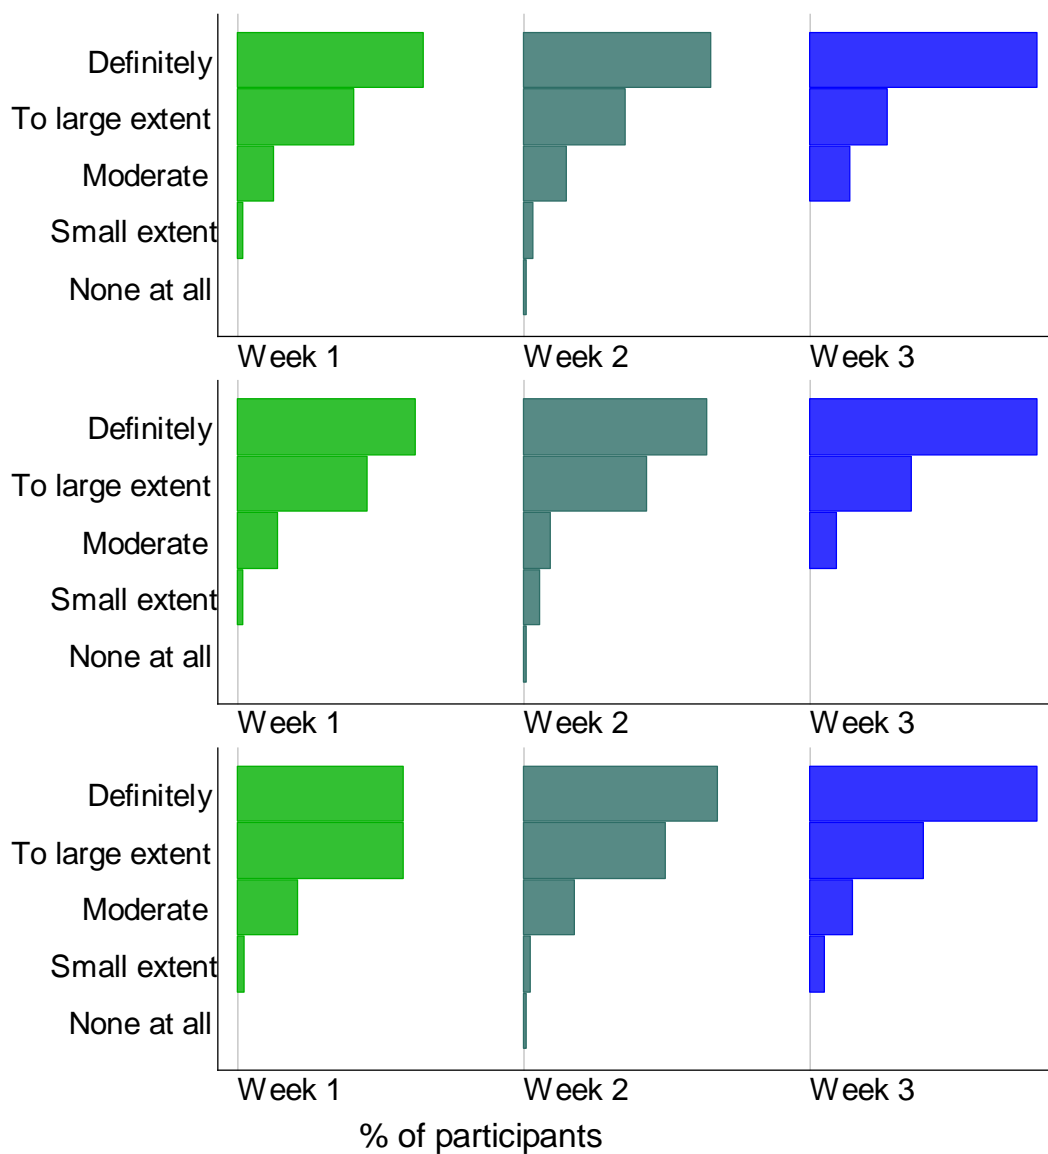 Definitely
To large extent
Moderate
Small extent
None at all
Week 1 Week 2 Week 3
Definitely
To large extent
Moderate
Small extent
None at all
Week 1 Week 2 Week 3
Definitely
To large extent
Moderate
Small extent
None at all
Week 1 Week 2 Week 3
% of participants